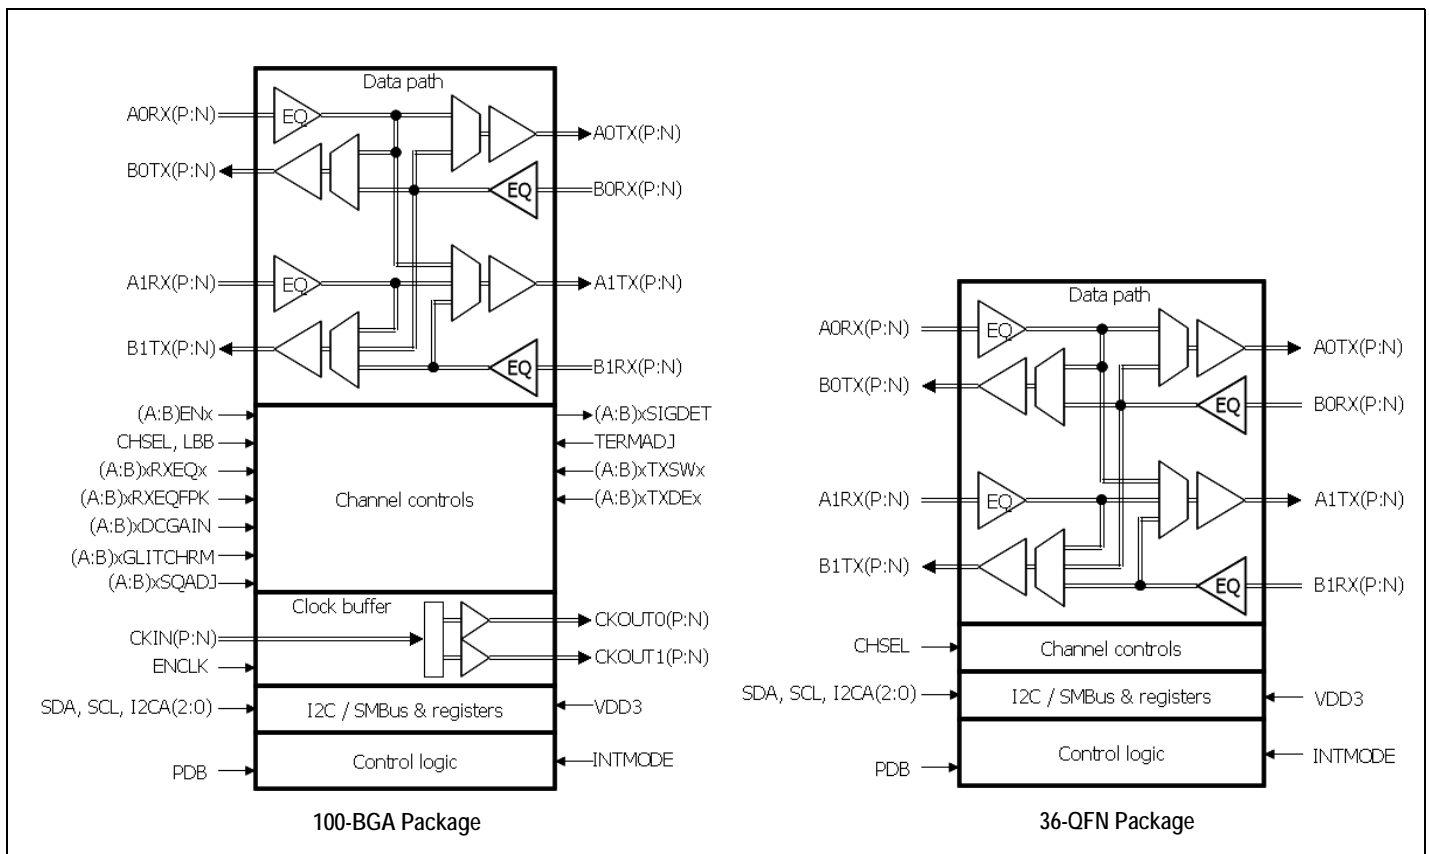 Data path
A0RX(P:N)
EQ
A0TX(P:N)
B0TX(P:N)
EQ
B0RX(P:N)
A1RX(P:N)
EQ
A1TX(P:N)
B1TX(P:N)
EQ
B1RX(P:N)
(A:B)ENx
(A:B)xSIGDET
CHSEL, LBB
TERMADJ
(A:B)xRXEQx
(A:B)xTXSWx
(A:B)xRXEQFPK
Channel controls
(A:B)xTXDEx
(A:B)xDCGAIN
(A:B)xGLITCHRM
(A:B)xSQADJ
Clock buffer
CKOUT0(P:N)
CKIN(P:N)
CKOUT1(P:N)
ENCLK
SDA, SCL, I2CA(2:0)
I2C / SMBus & registers
VDD3
PDB
Control logic
INTMODE
100-BGA Package
Data path
A0RX(P:N)
EQ
A0TX(P:N)
B0TX(P:N)
EQ
B0RX(P:N)
A1RX(P:N)
EQ
A1TX(P:N)
B1TX(P:N)
EQ
B1RX(P:N)
CHSEL
Channel controls
SDA, SCL, I2CA(2:0)
I2C / SMBus & registers
VDD3
PDB
Control logic
INTMODE
36-QFN Package